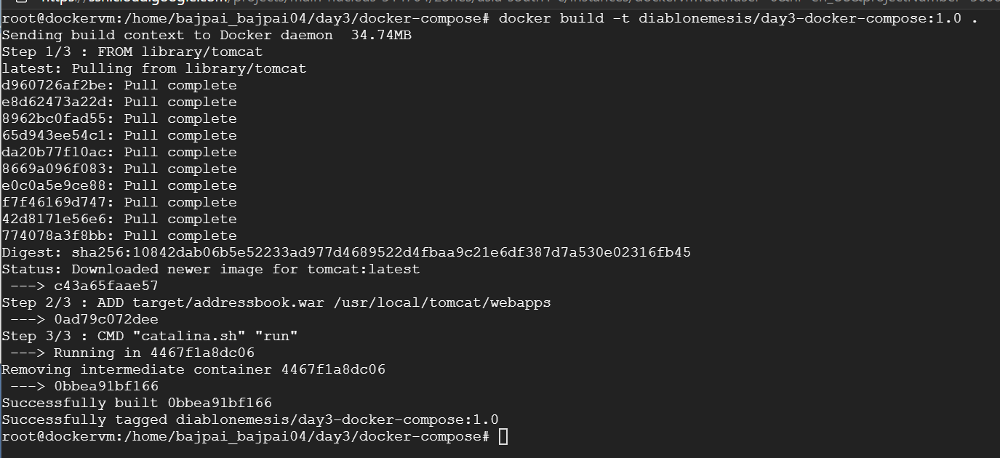 root@dockervm:/home/bajpai_bajpai04/day3/docker-compose# docker build -t diablonemesis/day3-docker-compose:1.0 .
Sending build context to Docker daemon  34.74MB
Step 1/3 : FROM library/tomcat
latest: Pulling from library/tomcat
d960726af2be: Pull complete
e8d62473a22d: Pull complete
8962bc0fad55: Pull complete
65d943ee54c1: Pull complete
da20b77f10ac: Pull complete
8669a096f083: Pull complete
e0c0a5e9ce88: Pull complete
f7f46169d747: Pull complete
42d8171e56e6: Pull complete
774078a3f8bb: Pull complete
Digest: sha256:10842dab06b5e52233ad977d4689522d4fbaa9c21e6df387d7a530e02316fb45
Status: Downloaded newer image for tomcat:latest
 ---> c43a65faae57
Step 2/3 : ADD target/addressbook.war /usr/local/tomcat/webapps
 ---> 0ad79c072dee
Step 3/3 : CMD "catalina.sh" "run"
 ---> Running in 4467f1a8dc06
Removing intermediate container 4467f1a8dc06
 ---> 0bbea91bf166
Successfully built 0bbea91bf166
Successfully tagged diablonemesis/day3-docker-compose:1.0
root@dockervm:/home/bajpai_bajpai04/day3/docker-compose#